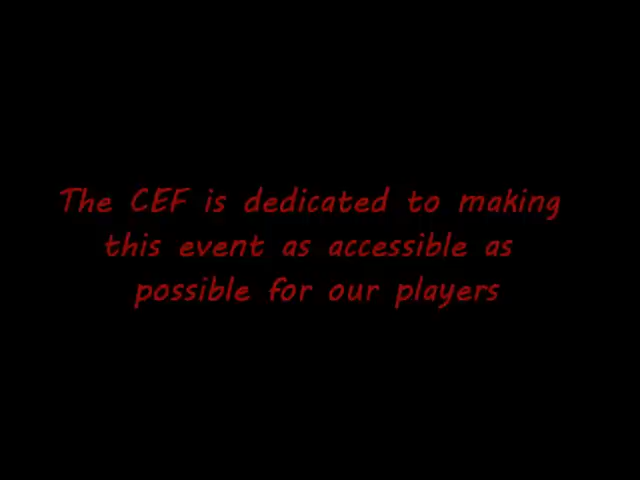 The CEF is dedicated to making
this event as accessible as
possible for our players